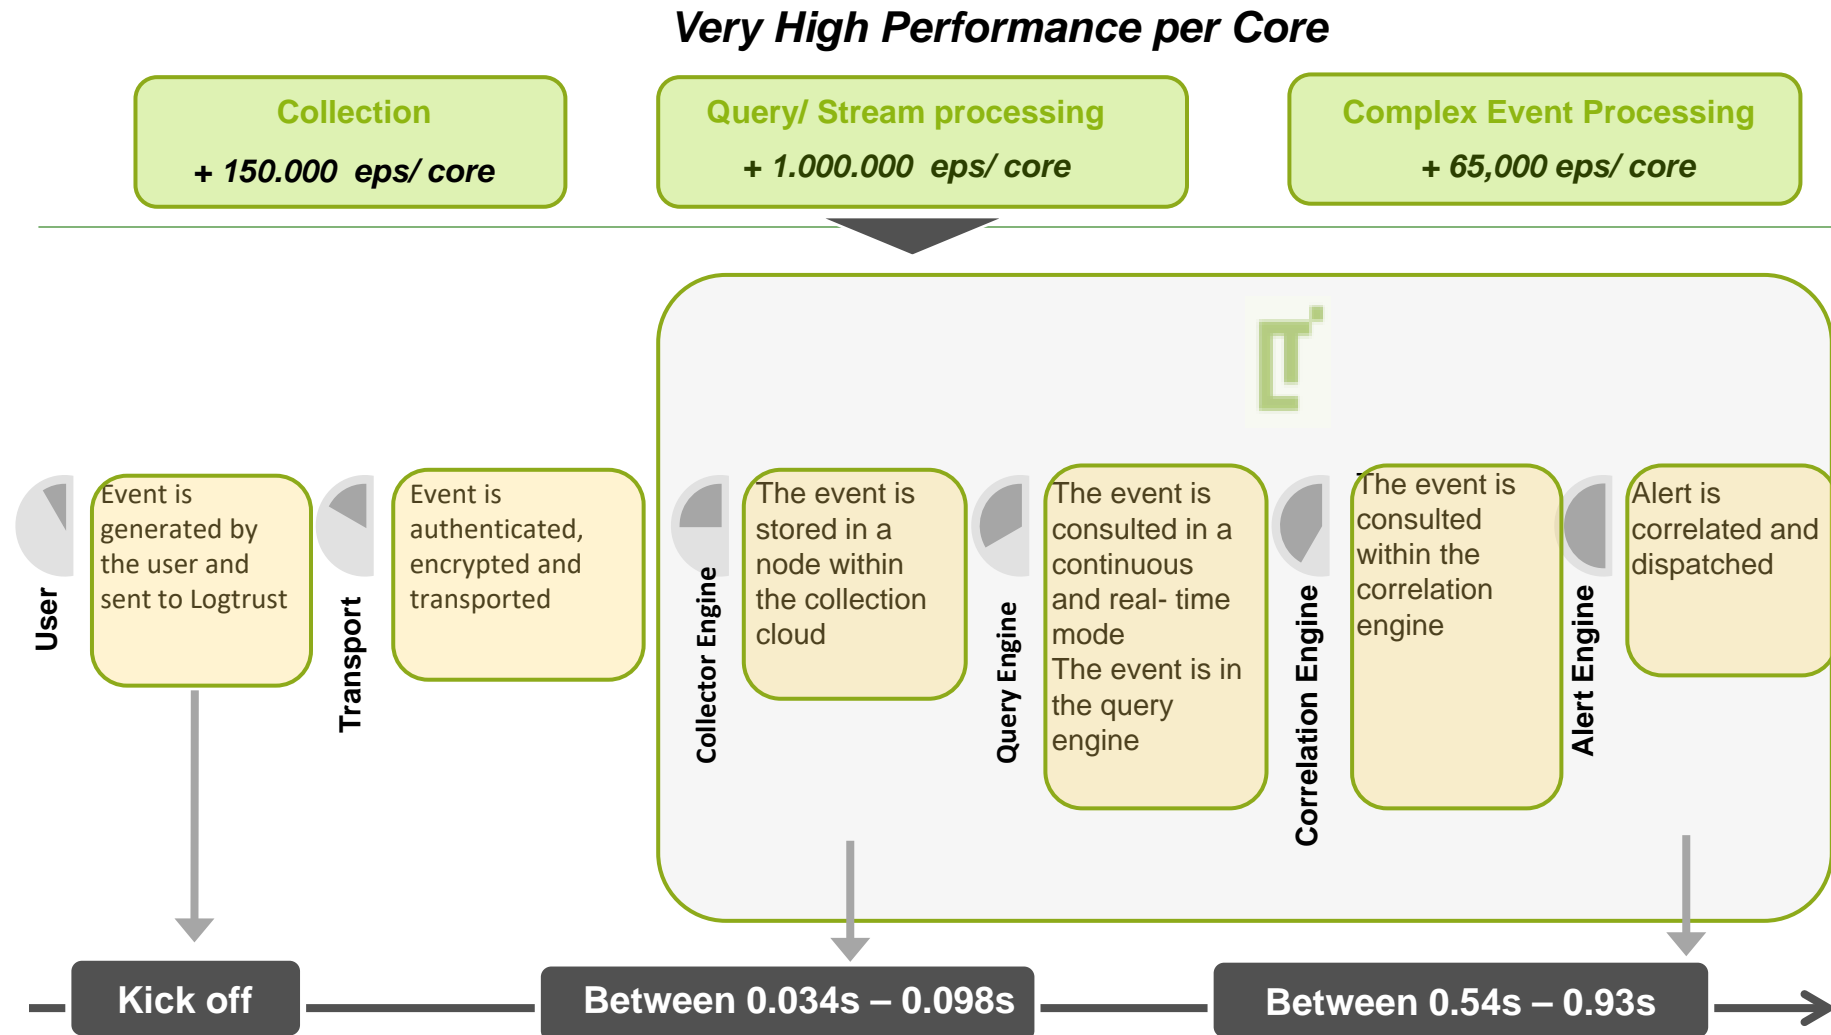 Very High Performance per Core
Collection
+ 150.000  eps/ core
Query/ Stream processing
+ 1.000.000  eps/ core
Complex Event Processing
+ 65,000 eps/ core
User
Event is
generated by
the user and
sent to Logtrust
Transport
Event is
authenticated,
encrypted and
transported
Collector Engine
The event is
stored in a
node within
the collection
cloud
Query Engine
The event is
consulted in a
continuous
and real- time
mode
The event is in
the query
engine
Correlation Engine
The event is
consulted
within the
correlation
engine
Alert Engine
Alert is
correlated and
dispatched
Kick off
Between 0.034s – 0.098s
Between 0.54s – 0.93s